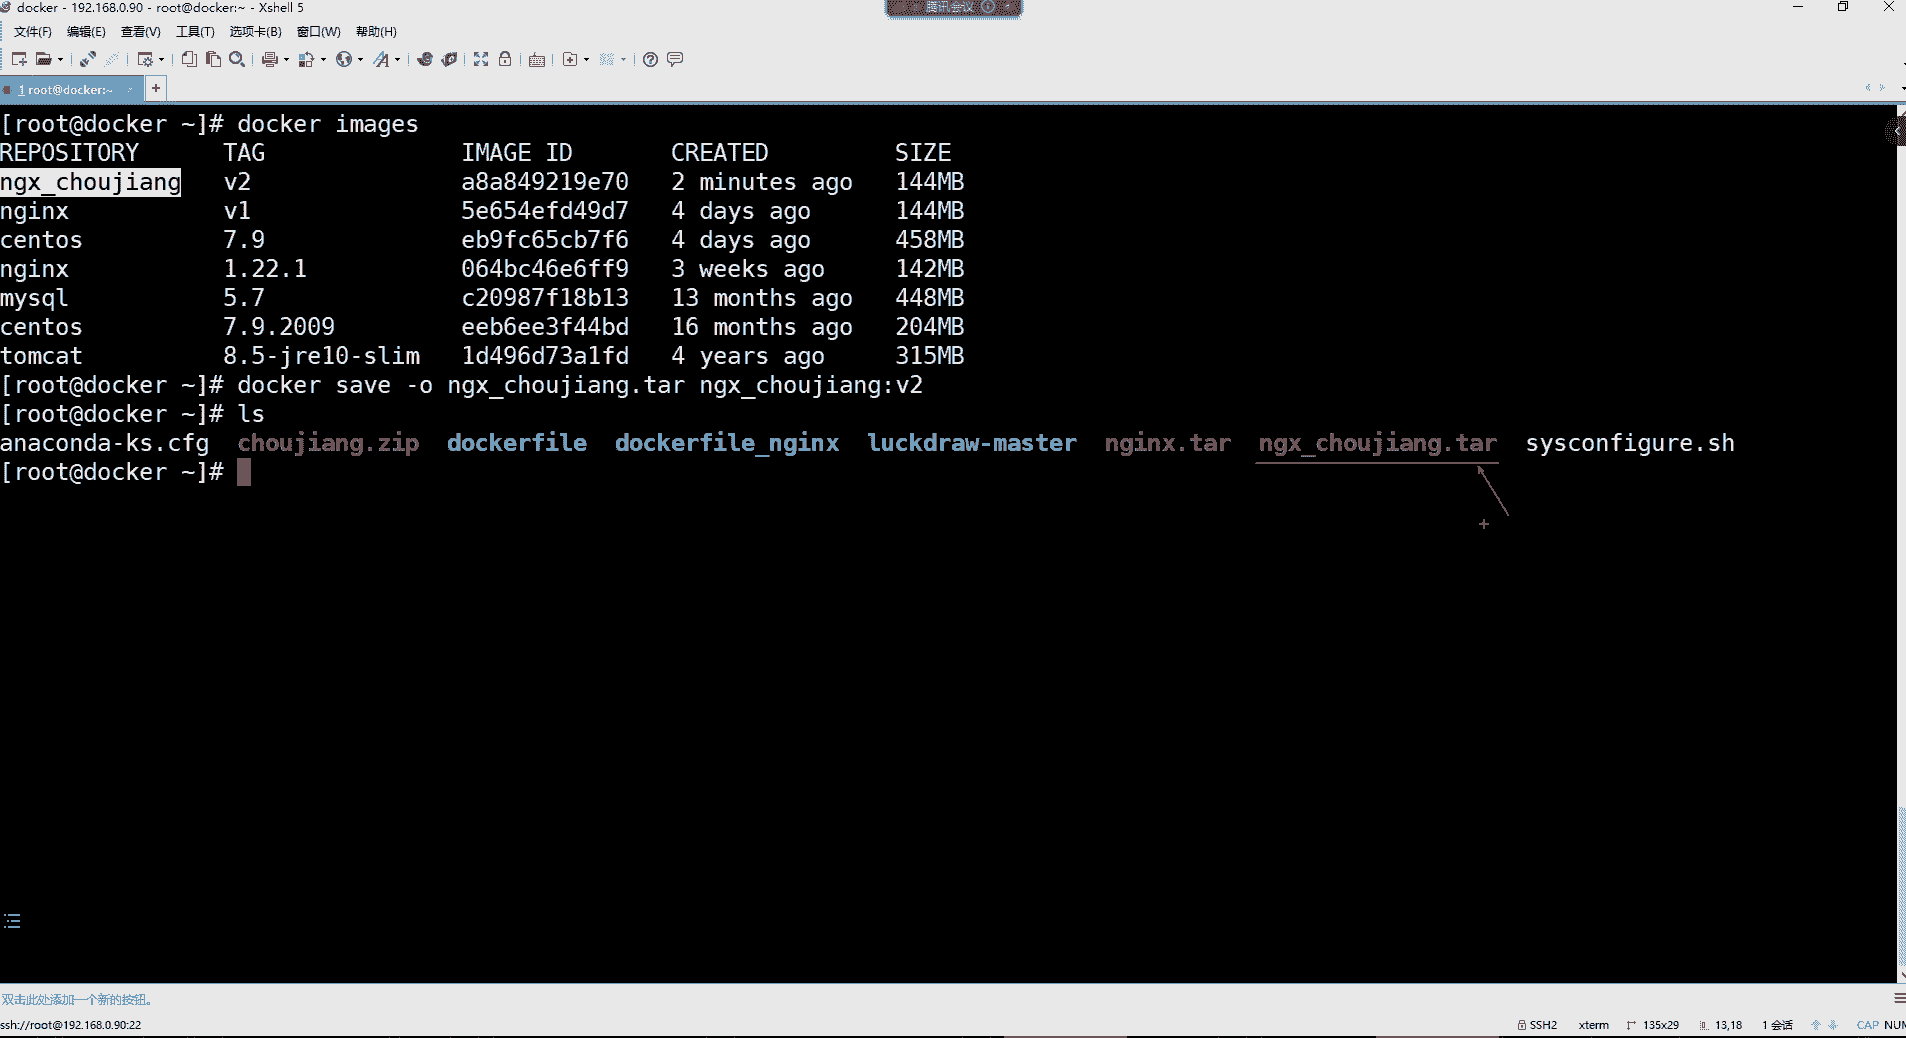 docker - 192.168.0.90 - root@docker:~ - Xshell 5
腾讯会议
文件(F) 编辑(E) 查看(V) 工具(T) 选项卡(B) 窗口(W) 帮助(H)
1 root@docker:~ +
[root@docker ~]# docker images
REPOSITORY TAG IMAGE ID CREATED SIZE
ngx_choujiang v2 a8a849219e70 2 minutes ago 144MB
nginx v1 5e654efd49d7 4 days ago 144MB
centos 7.9 eb9fc65cb7f6 4 days ago 458MB
nginx 1.22.1 064bc46e6ff9 3 weeks ago 142MB
mysql 5.7 c20987f18b13 13 months ago 448MB
centos 7.9.2009 eeb6ee3f44bd 16 months ago 204MB
tomcat 8.5-jre10-slim 1d496d73a1fd 4 years ago 315MB
[root@docker ~]# docker save -o ngx_choujiang.tar ngx_choujiang:v2
[root@docker ~]# ls
anaconda-ks.cfg choujiang.zip dockerfile dockerfile_nginx luckdraw-master nginx.tar ngx_choujiang.tar sysconfigure.sh
[root@docker ~]#
双击此处添加一个新的按钮。
ssh://root@192.168.0.90:22 SSH2 xterm 135x29 13,18 1 会话 CAP NUM